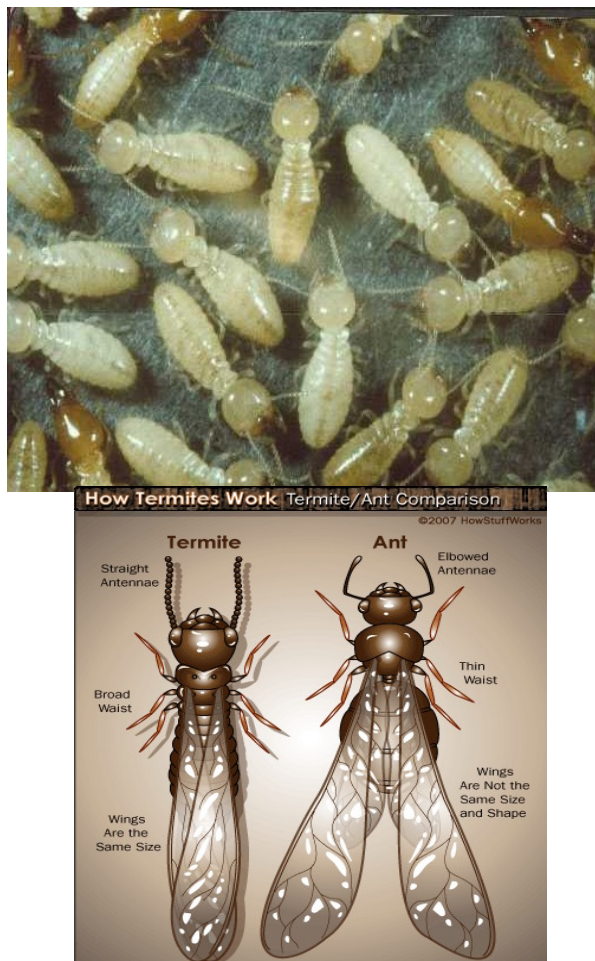 How Termites Work Termite/Ant Comparison
©2007 HowStuffWorks
Termite
Ant
Straight
Antennae
Elbowed
Antennae
Broad
Waist
Thin
Waist
Wings
Are the
Same Size
Wings
Are Not the
Same Size
and Shape